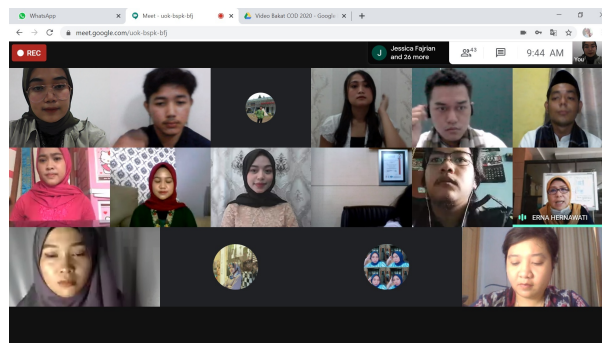 WhatsApp
Meet - uok-bspk-bfj
Video Bakat COD 2020 - Google
meet.google.com/uok-bspk-bfj
REC
J
Jessica Fajrian
and 26 more
43
9:44 AM
You
ERNA HERNAWATI